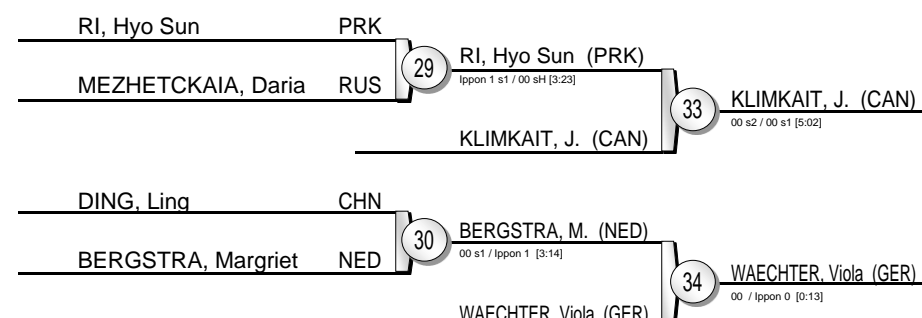 RI, Hyo Sun PRK
MEZHETCKAIA, Daria RUS
29
RI, Hyo Sun (PRK)
Ippon 1 s1 / 00 sH [3:23]
KLIMKAIT, J. (CAN)
33
KLIMKAIT, J. (CAN)
00 s2 / 00 s1 [5:02]
DING, Ling CHN
BERGSTRA, Margriet NED
30
BERGSTRA, M. (NED)
00 s1 / Ippon 1 [3:14]
WAECHTER, Viola (GER)
34
WAECHTER, Viola (GER)
00 / Ippon 0 [0:13]